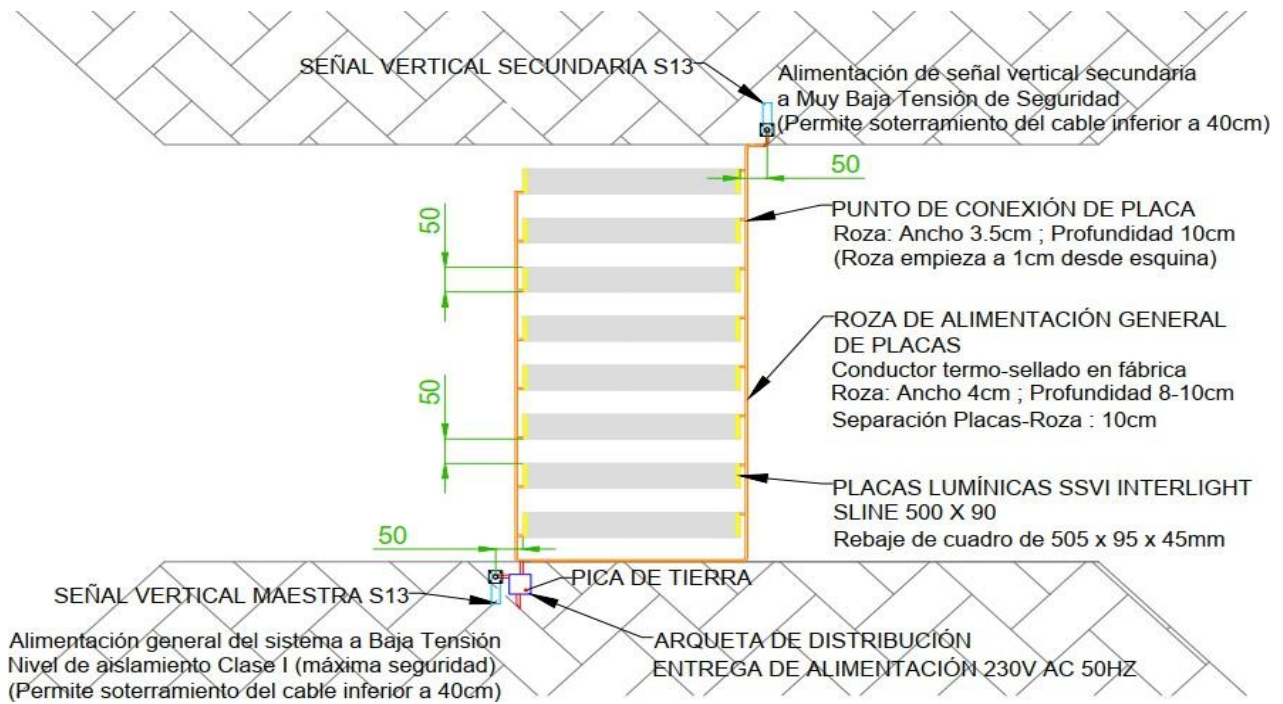 SEÑAL VERTICAL SECUNDARIA S13
Alimentación de señal vertical secundaria
a Muy Baja Tensión de Seguridad
(Permite soterramiento del cable inferior a 40cm)
50
PUNTO DE CONEXIÓN DE PLACA
Roza: Ancho 3.5cm ; Profundidad 10cm
(Roza empieza a 1cm desde esquina)
50
ROZA DE ALIMENTACIÓN GENERAL
DE PLACAS
Conductor termo-sellado en fábrica
Roza: Ancho 4cm ; Profundidad 8-10cm
Separación Placas-Roza : 10cm
50
PLACAS LUMÍNICAS SSVI INTERLIGHT
SLINE 500 X 90
Rebaje de cuadro de 505 x 95 x 45mm
50
PICA DE TIERRA
SEÑAL VERTICAL MAESTRA S13
Alimentación general del sistema a Baja Tensión
Nivel de aislamiento Clase I (máxima seguridad)
(Permite soterramiento del cable inferior a 40cm)
ARQUETA DE DISTRIBUCIÓN
ENTREGA DE ALIMENTACIÓN 230V AC 50HZ